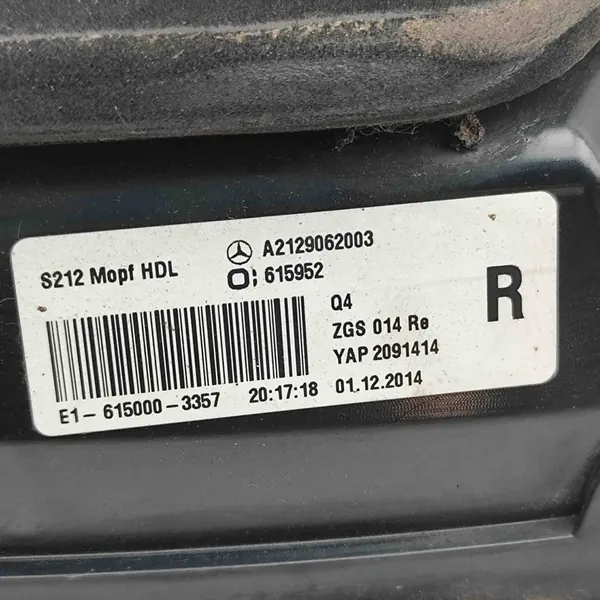 S212 Mopf HDL
A2129062003
615952
Q4
ZGS 014 Re
YAP 2091414
E1-615000-3357 20:17:18 01.12.2014
R